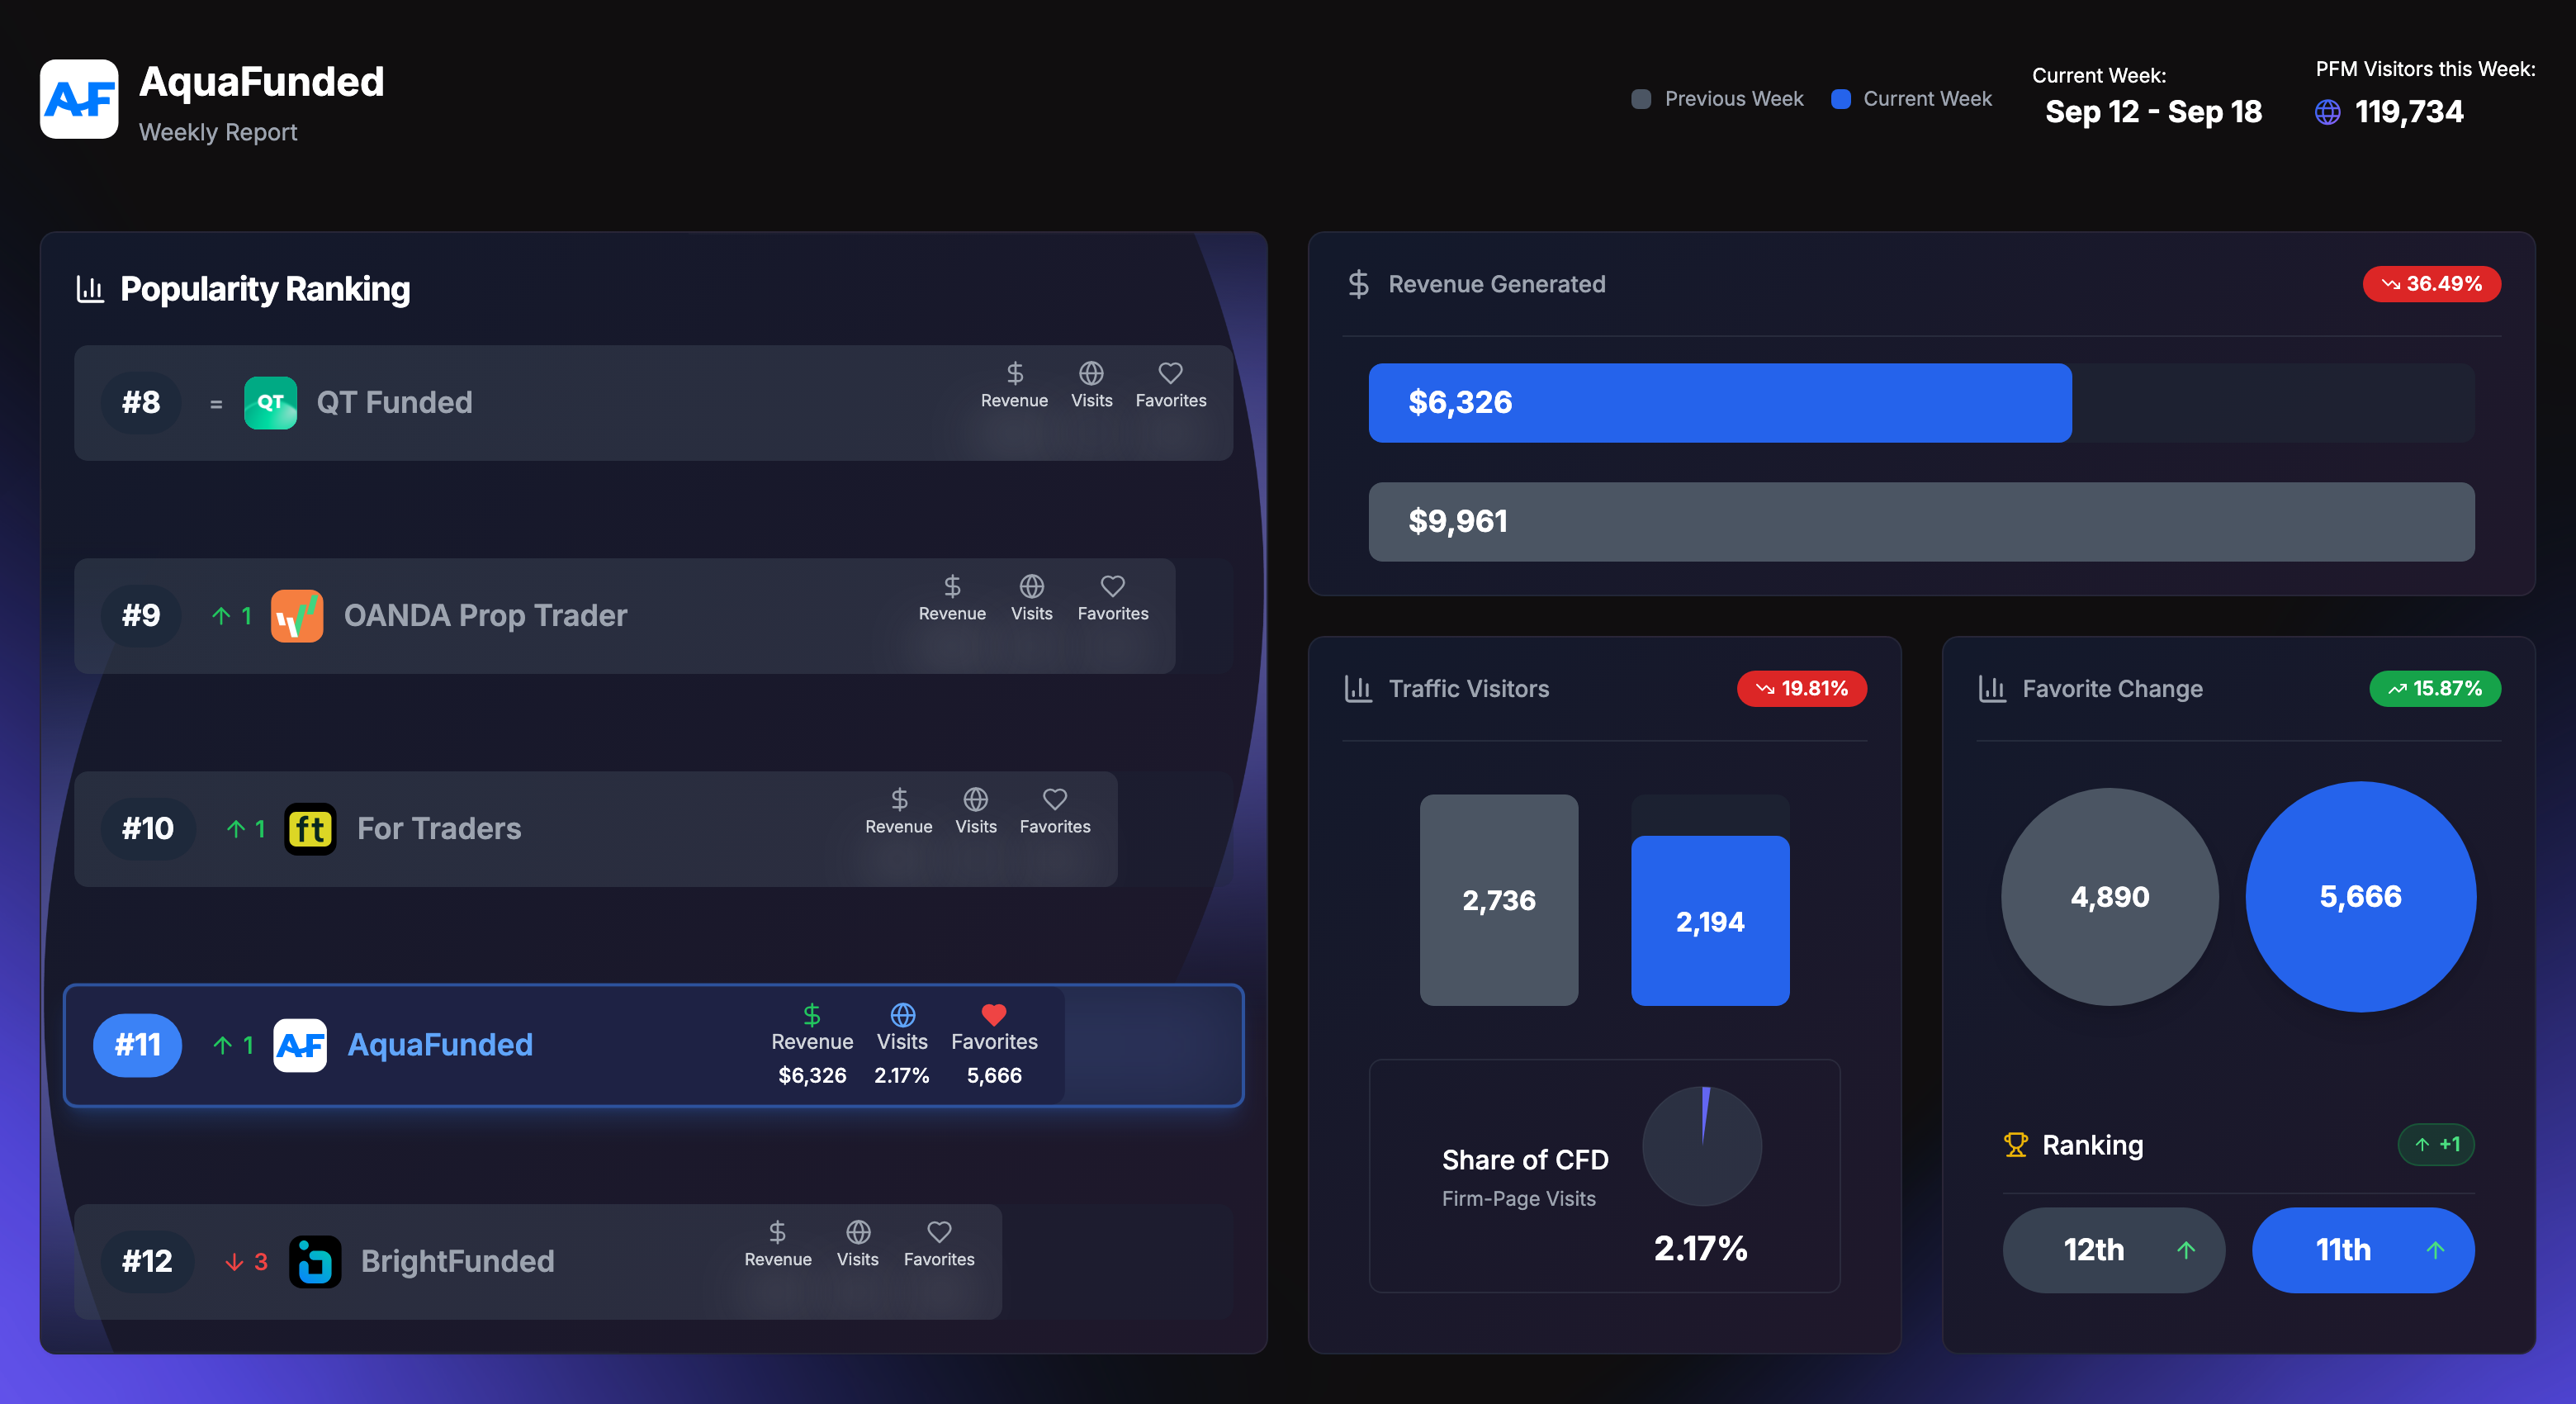 AF
AquaFunded
Weekly Report
Previous Week
Current Week
Current Week:
Sep 12 - Sep 18
PFM Visitors this Week:
119,734
Popularity Ranking
#8 = QT QT Funded
Revenue Visits Favorites
#9 ↑ 1 OANDA Prop Trader
Revenue Visits Favorites
#10 ↑ 1 ft For Traders
Revenue Visits Favorites
#11 ↑ 1 AF AquaFunded
Revenue Visits Favorites
$6,326 2.17% 5,666
#12 ↓ 3 BrightFunded
Revenue Visits Favorites
$ Revenue Generated
36.49%
$6,326
$9,961
Traffic Visitors
19.81%
2,736
2,194
Share of CFD
Firm-Page Visits
2.17%
Favorite Change
15.87%
4,890
5,666
Ranking
↑ +1
12th ↑
11th ↑